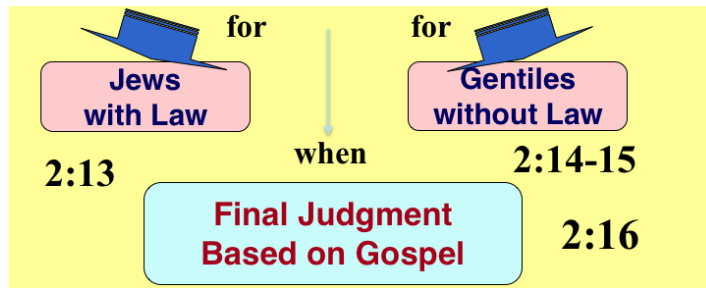 for for
Jews
with Law
Gentiles
without Law
2:13
when
2:14-15
Final Judgment
Based on Gospel
2:16